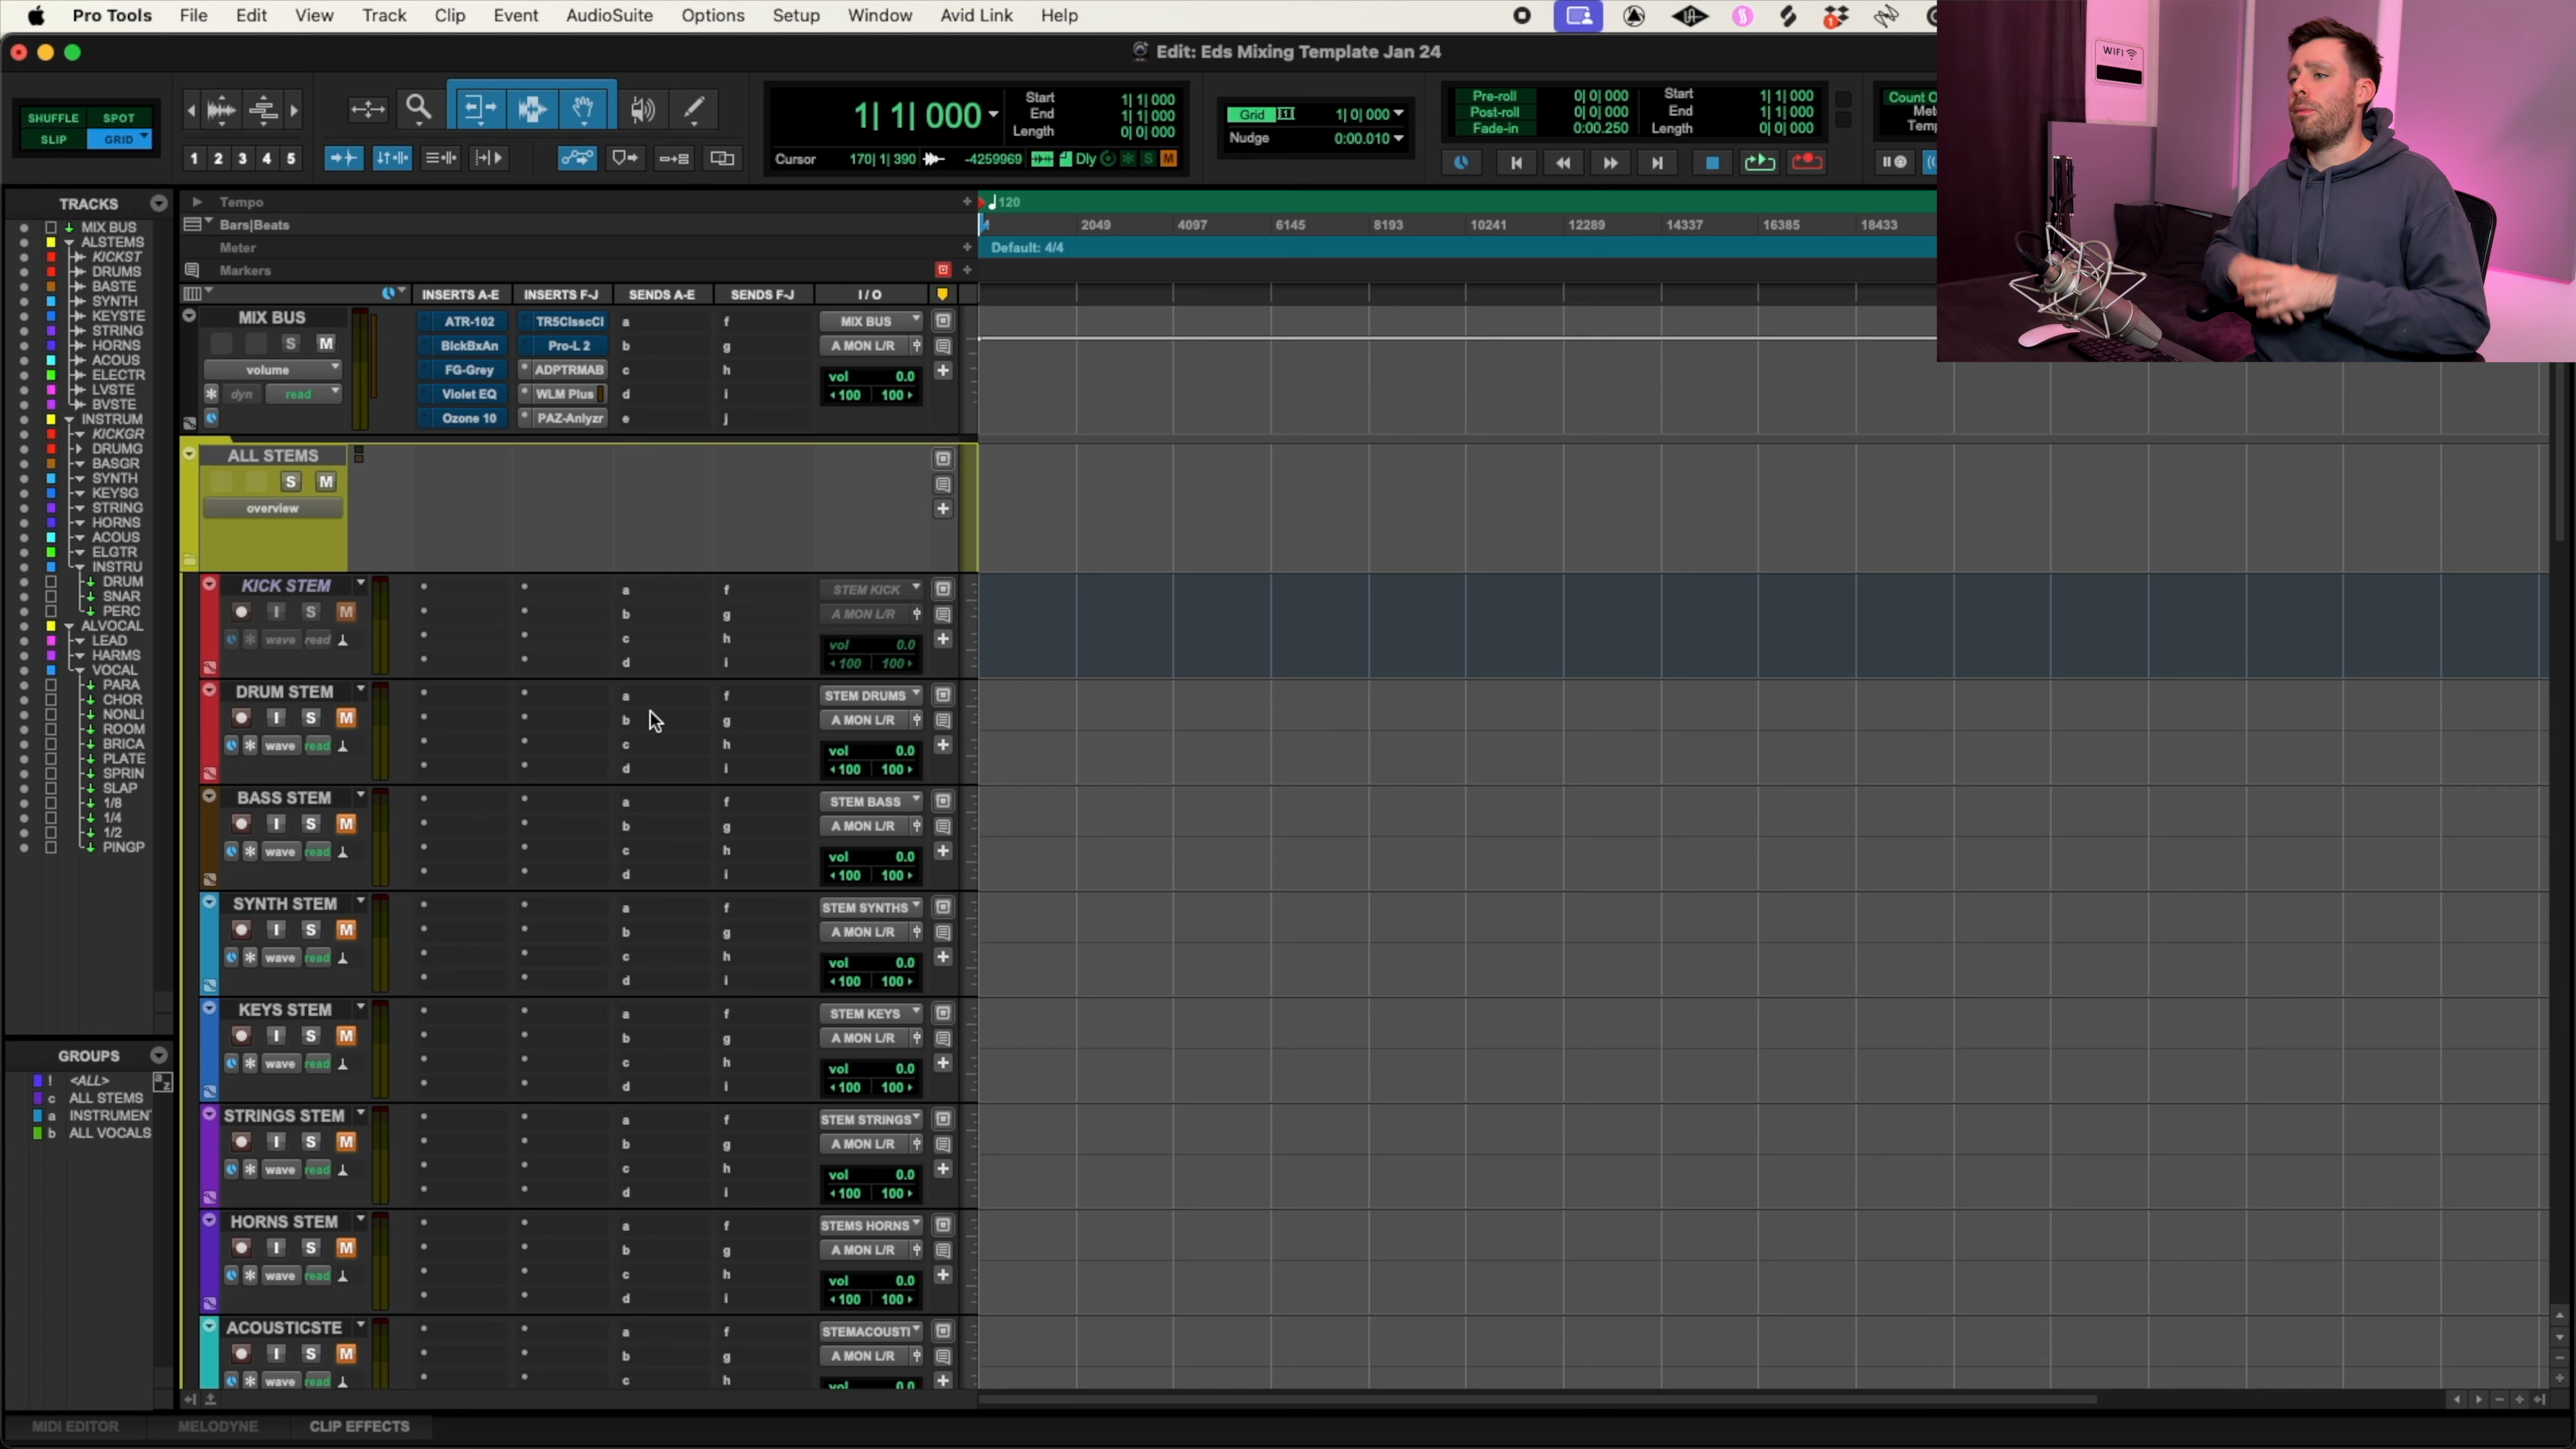 Pro Tools File Edit View Track Clip Event AudioSuite Options Setup Window Avid Link Help
Edit: Eds Mixing Template Jan 24
WIFI
SHUFFLE SPOT
SLIP GRID
1 2 3 4 5
1| 1| 000
Start 1| 1| 000
End 1| 1| 000
Length 0| 0| 000
Cursor 170| 1| 390 -4259969 Dly S M
Grid 1| 0| 000
Nudge 0:00.010
Pre-roll 0| 0| 000
Post-roll 0| 0| 000
Fade-in 0:00.250
Start 1| 1| 000
End 1| 1| 000
Length 0| 0| 000
Count O
Met
Temp
TRACKS
MIX BUS
ALSTEMS
KICKST
DRUMS
BASTE
SYNTH
KEYSTE
STRING
HORNS
ACOUS
ELECTR
LVSTE
BVSTE
INSTRUM
KICKGR
DRUMG
BASGR
SYNTH
KEYSG
STRING
HORNS
ACOUS
ELGTR
INSTRU
DRUM
SNAR
PERC
ALVOCAL
LEAD
HARMS
VOCAL
PARA
CHOR
NONLI
ROOM
BRICA
PLATE
SPRIN
SLAP
1/8
1/4
1/2
PINGP
GROUPS
! <ALL>
c ALL STEMS
a INSTRUMEN
b ALL VOCALS
Tempo
Bars|Beats
Meter
Markers
120
2049 4097 6145 8193 10241 12289 14337 16385 18433
Default: 4/4
INSERTS A-E INSERTS F-J SENDS A-E SENDS F-J I / O
MIX BUS ATR-102 TR5ClsscCl a f MIX BUS
S M BlckBxAn Pro-L 2 b g A MON L/R
volume FG-Grey ADPTRMAB c h vol 0.0
dyn read Violet EQ WLM Plus d i 100 100
Ozone 10 PAZ-Anlyzr e j
ALL STEMS
S M
overview
KICK STEM a f STEM KICK
I S M b g A MON L/R
wave read c h vol 0.0
d i 100 100
DRUM STEM a f STEM DRUMS
I S M b g A MON L/R
wave read c h vol 0.0
d i 100 100
BASS STEM a f STEM BASS
I S M b g A MON L/R
wave read c h vol 0.0
d i 100 100
SYNTH STEM a f STEM SYNTHS
I S M b g A MON L/R
wave read c h vol 0.0
d i 100 100
KEYS STEM a f STEM KEYS
I S M b g A MON L/R
wave read c h vol 0.0
d i 100 100
STRINGS STEM a f STEM STRINGS
I S M b g A MON L/R
wave read c h vol 0.0
d i 100 100
HORNS STEM a f STEMS HORNS
I S M b g A MON L/R
wave read c h vol 0.0
d i 100 100
ACOUSTICSTE a f STEMACOUSTI
I S M b g A MON L/R
wave read c h vol 0.0
MIDI EDITOR MELODYNE CLIP EFFECTS